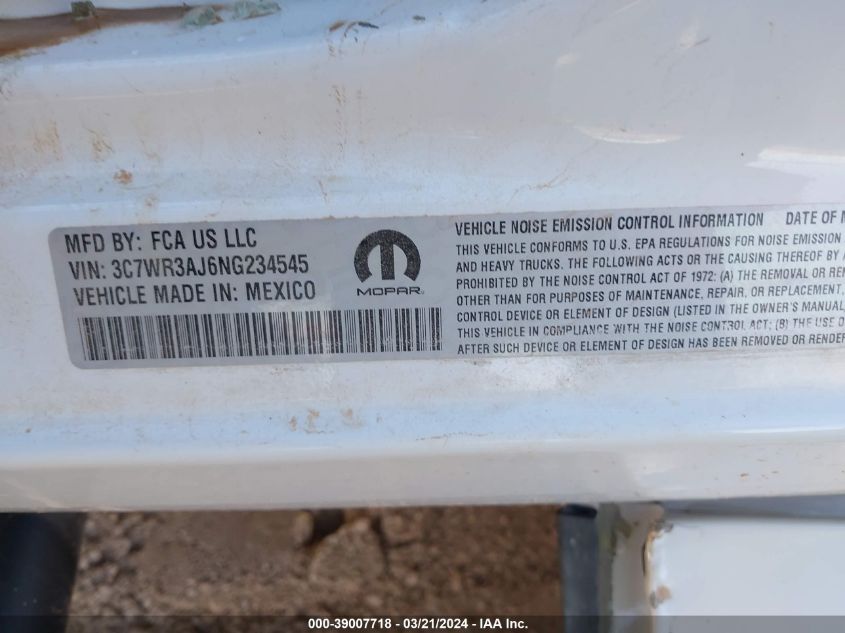 MFD BY: FCA US LLC
VIN: 3C7WR3AJ6NG234545
VEHICLE MADE IN: MEXICO
MOPAR
VEHICLE NOISE EMISSION CONTROL INFORMATION DATE OF M
THIS VEHICLE CONFORMS TO U.S. EPA REGULATIONS FOR NOISE EMISSION
AND HEAVY TRUCKS. THE FOLLOWING ACTS OR THE CAUSING THEREOF BY A
PROHIBITED BY THE NOISE CONTROL ACT OF 1972: (A) THE REMOVAL OR REN
OTHER THAN FOR PURPOSES OF MAINTENANCE, REPAIR, OR REPLACEMENT,
CONTROL DEVICE OR ELEMENT OF DESIGN (LISTED IN THE OWNER'S MANUAL)
THIS VEHICLE IN COMPLIANCE WITH THE NOISE CONTROL ACT; (B) THE USE O
AFTER SUCH DEVICE OR ELEMENT OF DESIGN HAS BEEN REMOVED OR RENDER
000-39007718 - 03/21/2024 - IAA Inc.